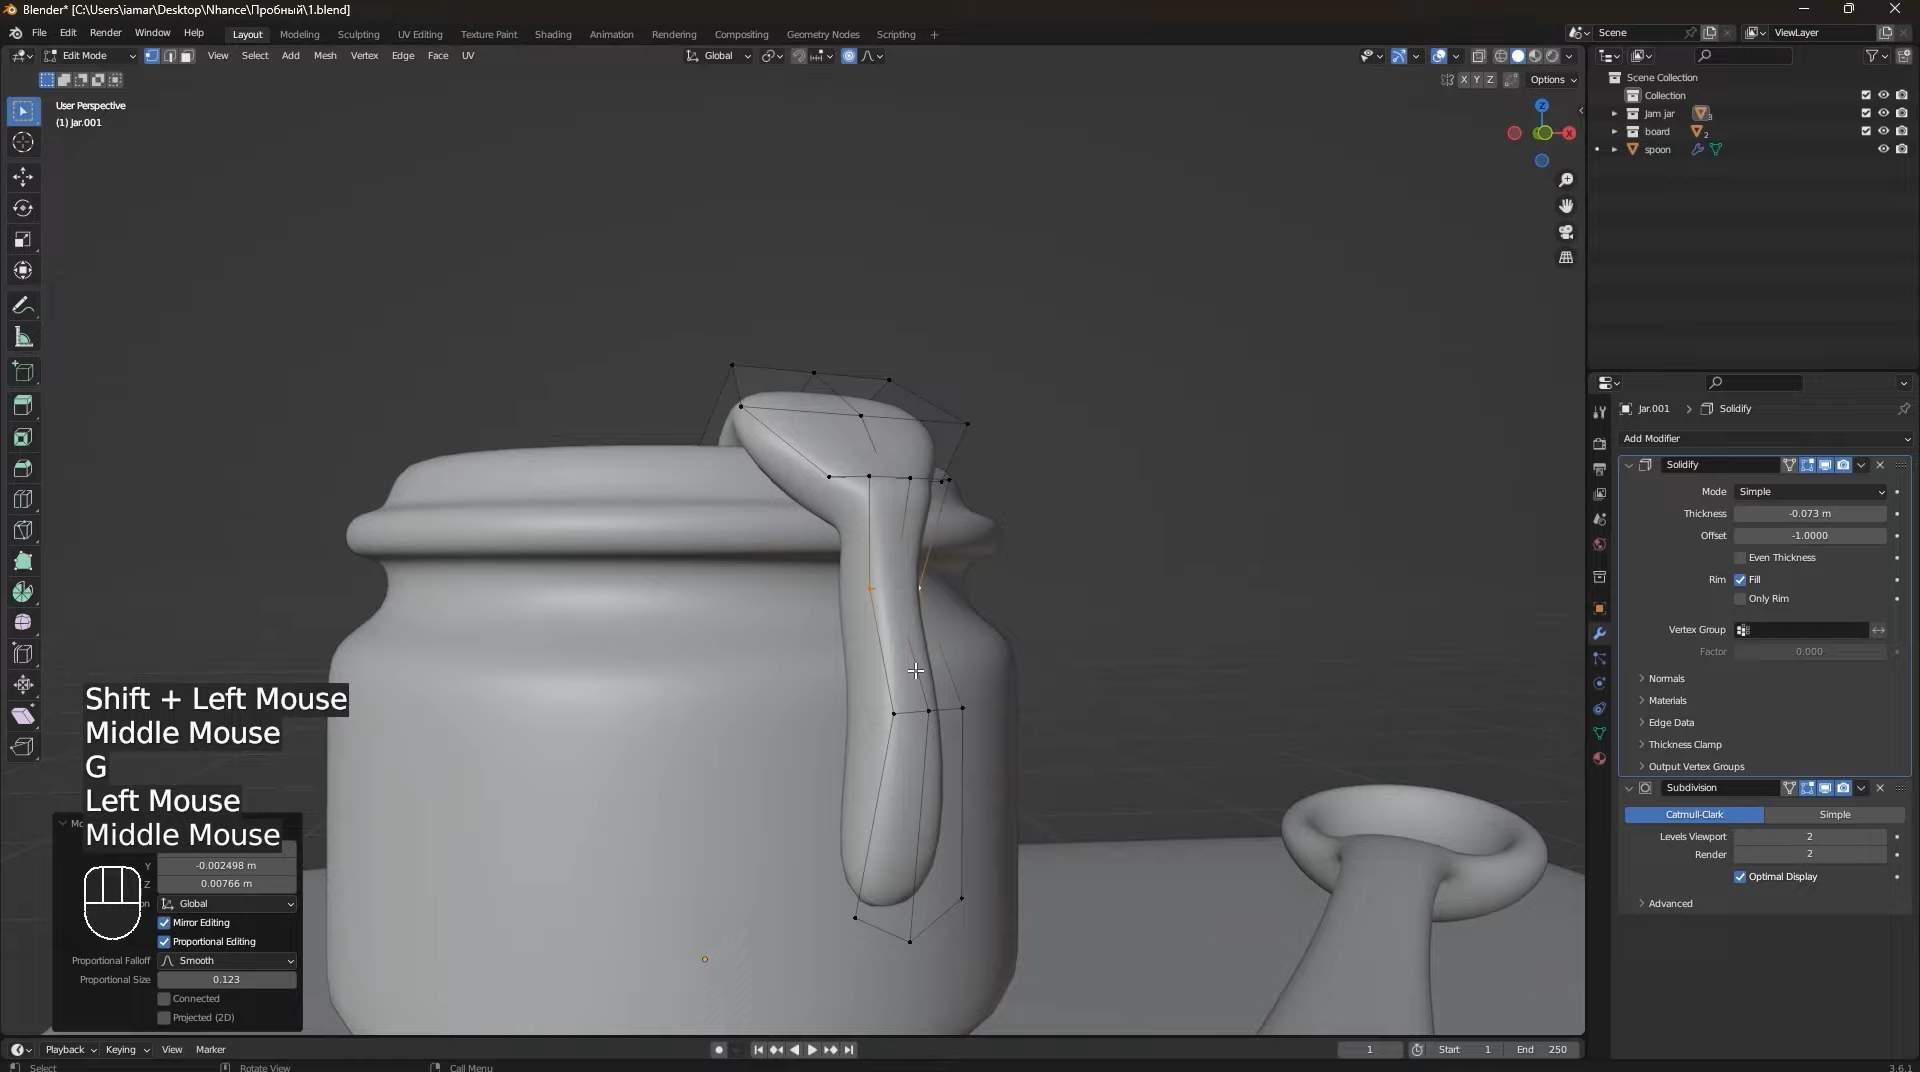 Blender* [C:\Users\iamar\Desktop\Nhance\Пробный\1.blend]
File Edit Render Window Help Layout Modeling Sculpting UV Editing Texture Paint Shading Animation Rendering Compositing Geometry Nodes Scripting + Scene ViewLayer
Edit Mode View Select Add Mesh Vertex Edge Face UV Global
X Y Z Options
User Perspective
(1) Jar.001
Z
X
Scene Collection
Collection
Jam jar 3
board 2
spoon
Jar.001 > Solidify
Add Modifier
Solidify
Mode Simple
Thickness -0.073 m
Offset -1.0000
Even Thickness
Rim Fill
Only Rim
Vertex Group
Factor 0.000
Normals
Materials
Edge Data
Thickness Clamp
Output Vertex Groups
Subdivision
Catmull-Clark Simple
Levels Viewport 2
Render 2
Optimal Display
Advanced
Shift + Left Mouse
Middle Mouse
G
Left Mouse
Middle Mouse
Y -0.002498 m
Z 0.00766 m
Global
Mirror Editing
Proportional Editing
Proportional Falloff Smooth
Proportional Size 0.123
Connected
Projected (2D)
Playback Keying View Marker 1 Start 1 End 250
Select Rotate View Call Menu 3.6.1